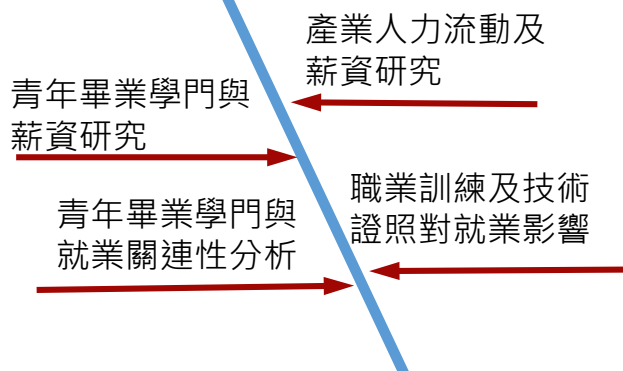 產業人力流動及
薪資研究
青年畢業學門與
薪資研究
職業訓練及技術
證照對就業影響
青年畢業學門與
就業關連性分析